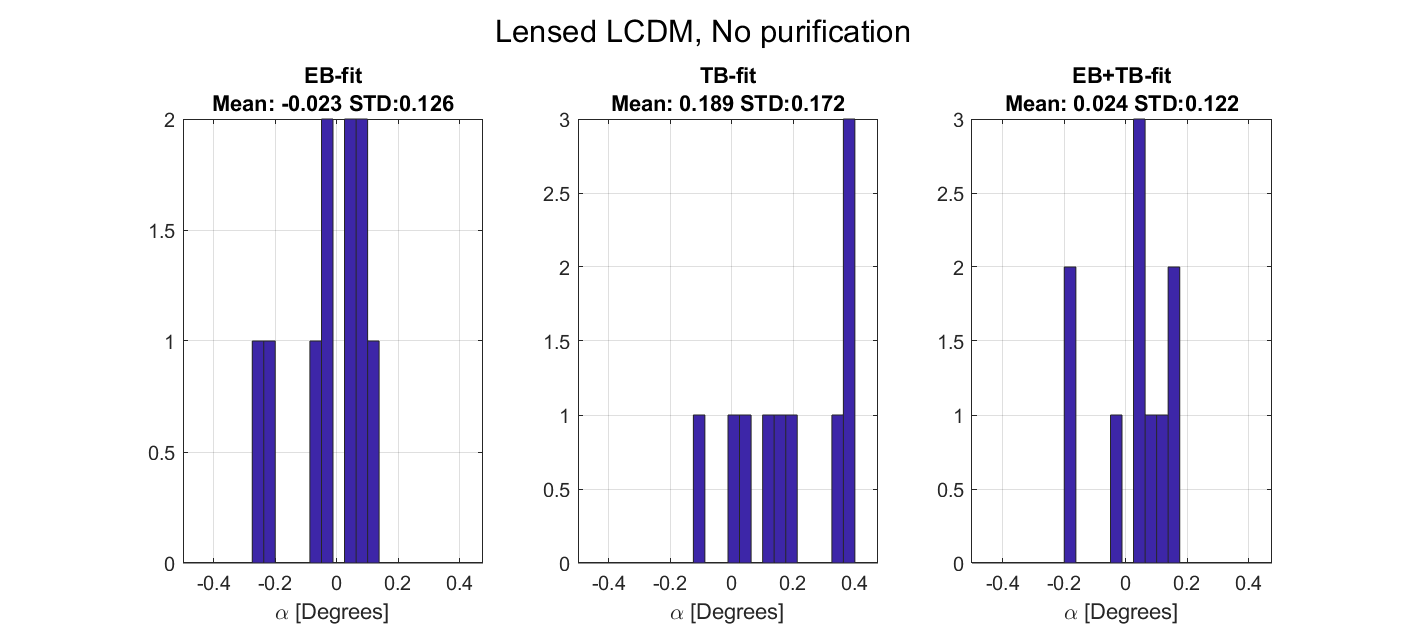 Lensed LCDM, No purification
EB-fit
Mean: -0.023 STD:0.126
2
1.5
1
0.5
0
-0.4 -0.2 0 0.2 0.4
α [Degrees]
TB-fit
Mean: 0.189 STD:0.172
3
2.5
2
1.5
1
0.5
0
-0.4 -0.2 0 0.2 0.4
α [Degrees]
EB+TB-fit
Mean: 0.024 STD:0.122
3
2.5
2
1.5
1
0.5
0
-0.4 -0.2 0 0.2 0.4
α [Degrees]